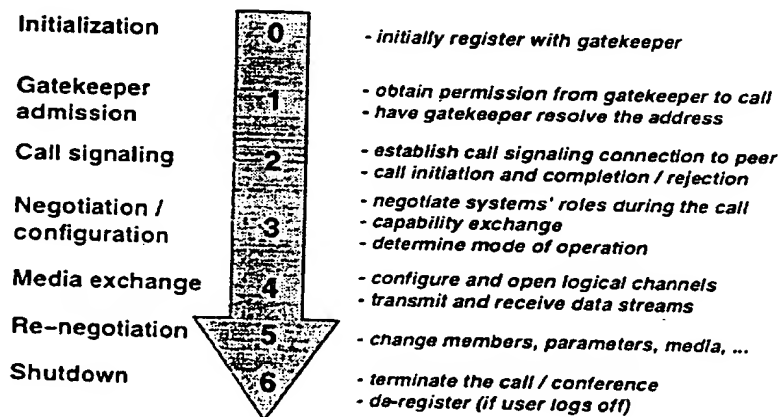 Initialization
0
- initially register with gatekeeper
Gatekeeper
admission
1
- obtain permission from gatekeeper to call
- have gatekeeper resolve the address
Call signaling
2
- establish call signaling connection to peer
- call initiation and completion / rejection
Negotiation /
configuration
3
- negotiate systems' roles during the call
- capability exchange
- determine mode of operation
Media exchange
4
- configure and open logical channels
- transmit and receive data streams
Re-negotiation
5
- change members, parameters, media, ...
Shutdown
6
- terminate the call / conference
- de-register (if user logs off)